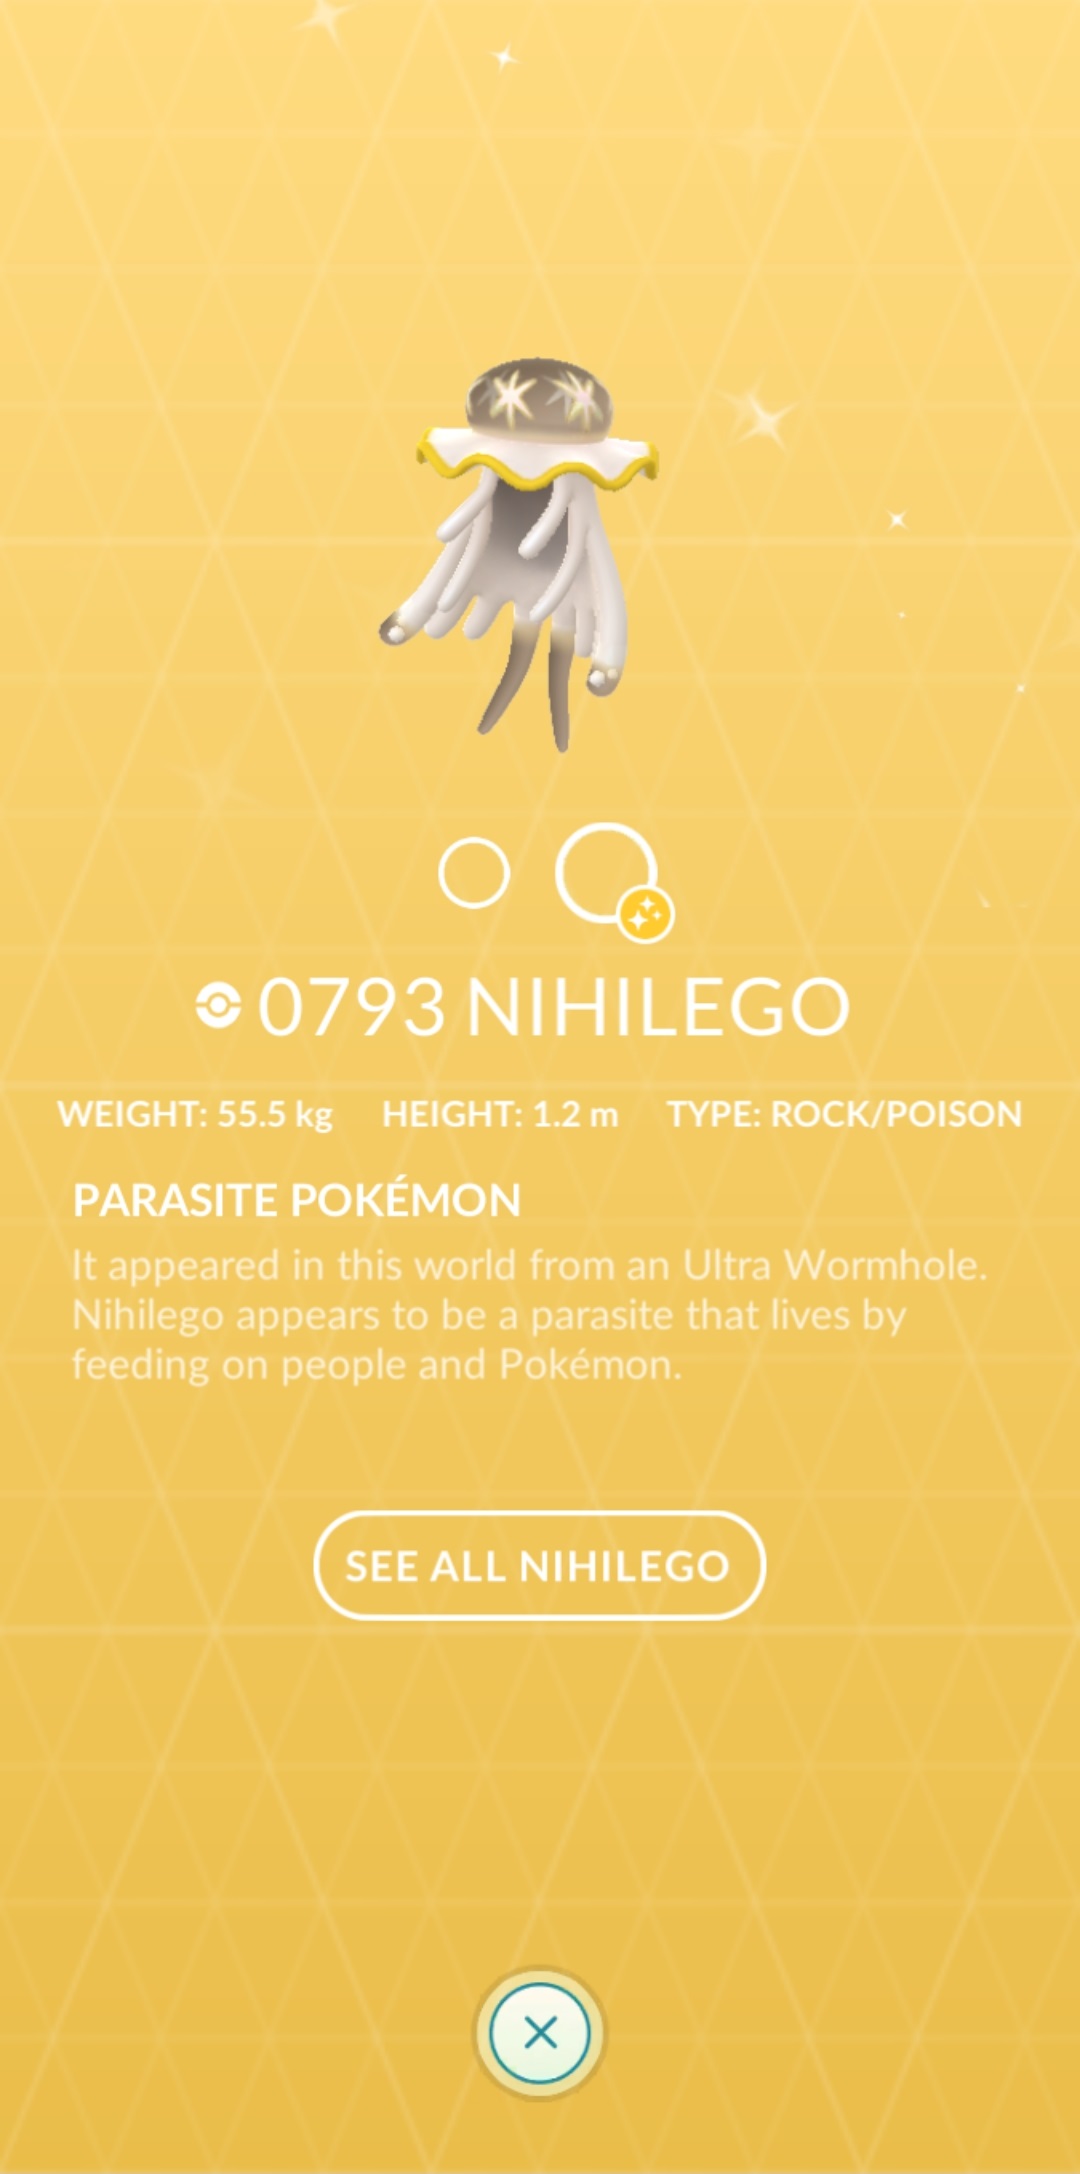 0793 NIHILEGO
WEIGHT: 55.5 kg HEIGHT: 1.2 m TYPE: ROCK/POISON
PARASITE POKÉMON
It appeared in this world from an Ultra Wormhole.
Nihilego appears to be a parasite that lives by
feeding on people and Pokémon.
SEE ALL NIHILEGO